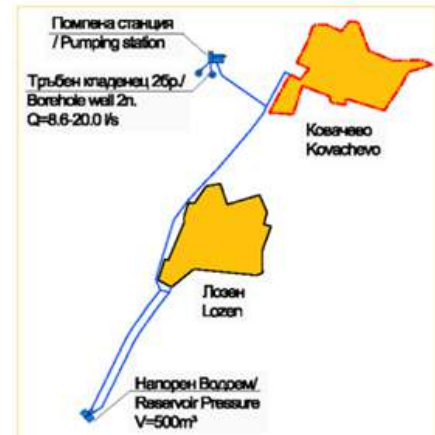 Помпена станция
/ Pumping station
Тръбен кладенец 2бр./
Borehole well 2n.
Q=8.6-20.0 l/s
Ковачево
Kovachevo
Лозен
Lozen
Напорен Водоем/
Reservoir Pressure
V=500m³